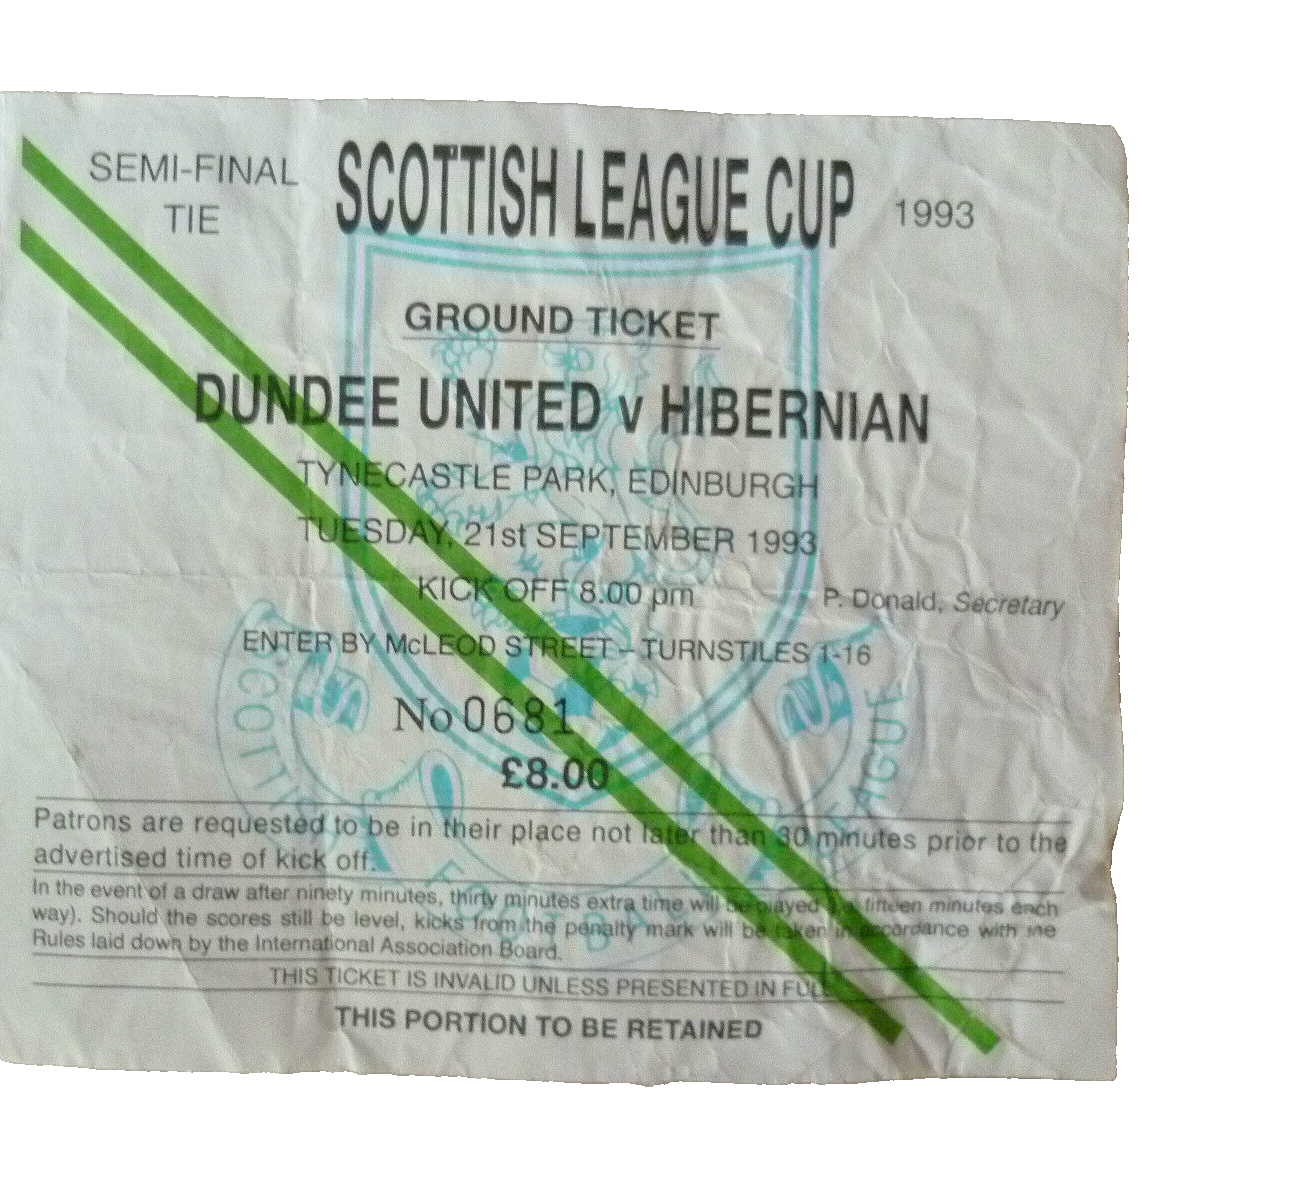 SEMI-FINAL TIE
SCOTTISH LEAGUE CUP
1993
GROUND TICKET
DUNDEE UNITED v HIBERNIAN
TYNECASTLE PARK, EDINBURGH
TUESDAY, 21st SEPTEMBER 1993
KICK OFF 8.00 pm
P. Donald, Secretary
ENTER BY McLEOD STREET – TURNSTILES 1-16
No 0681
£8.00
Patrons are requested to be in their place not later than 30 minutes prior to the
advertised time of kick off.
In the event of a draw after ninety minutes, thirty minutes extra time will be played (i.e. fifteen minutes each
way). Should the scores still be level, kicks from the penalty mark will be taken in accordance with the
Rules laid down by the International Association Board.
THIS TICKET IS INVALID UNLESS PRESENTED IN FULL
THIS PORTION TO BE RETAINED
SCOTTISH FOOTBALL LEAGUE